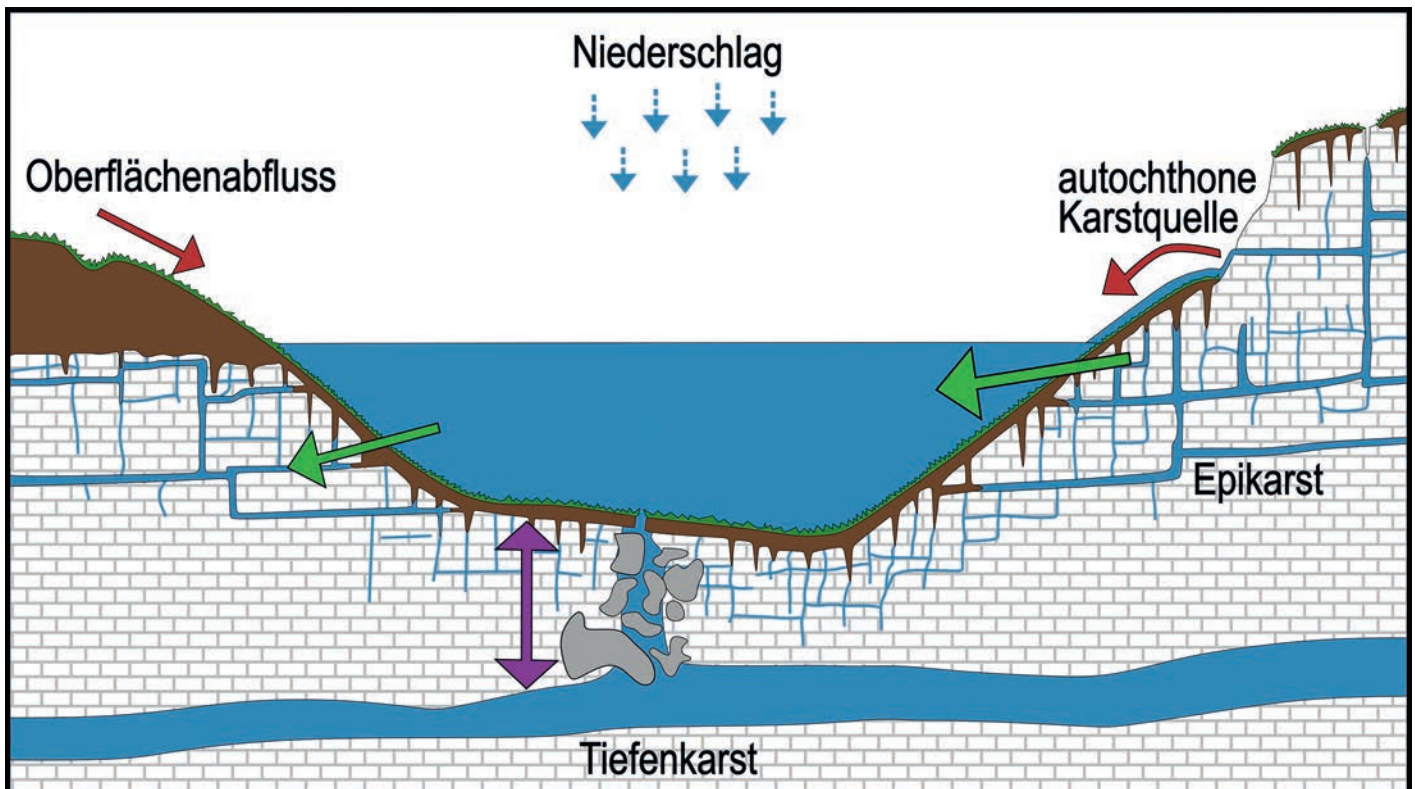 Niederschlag
Oberflächenabfluss
autochthone
Karstquelle
Epikarst
Tiefenkarst